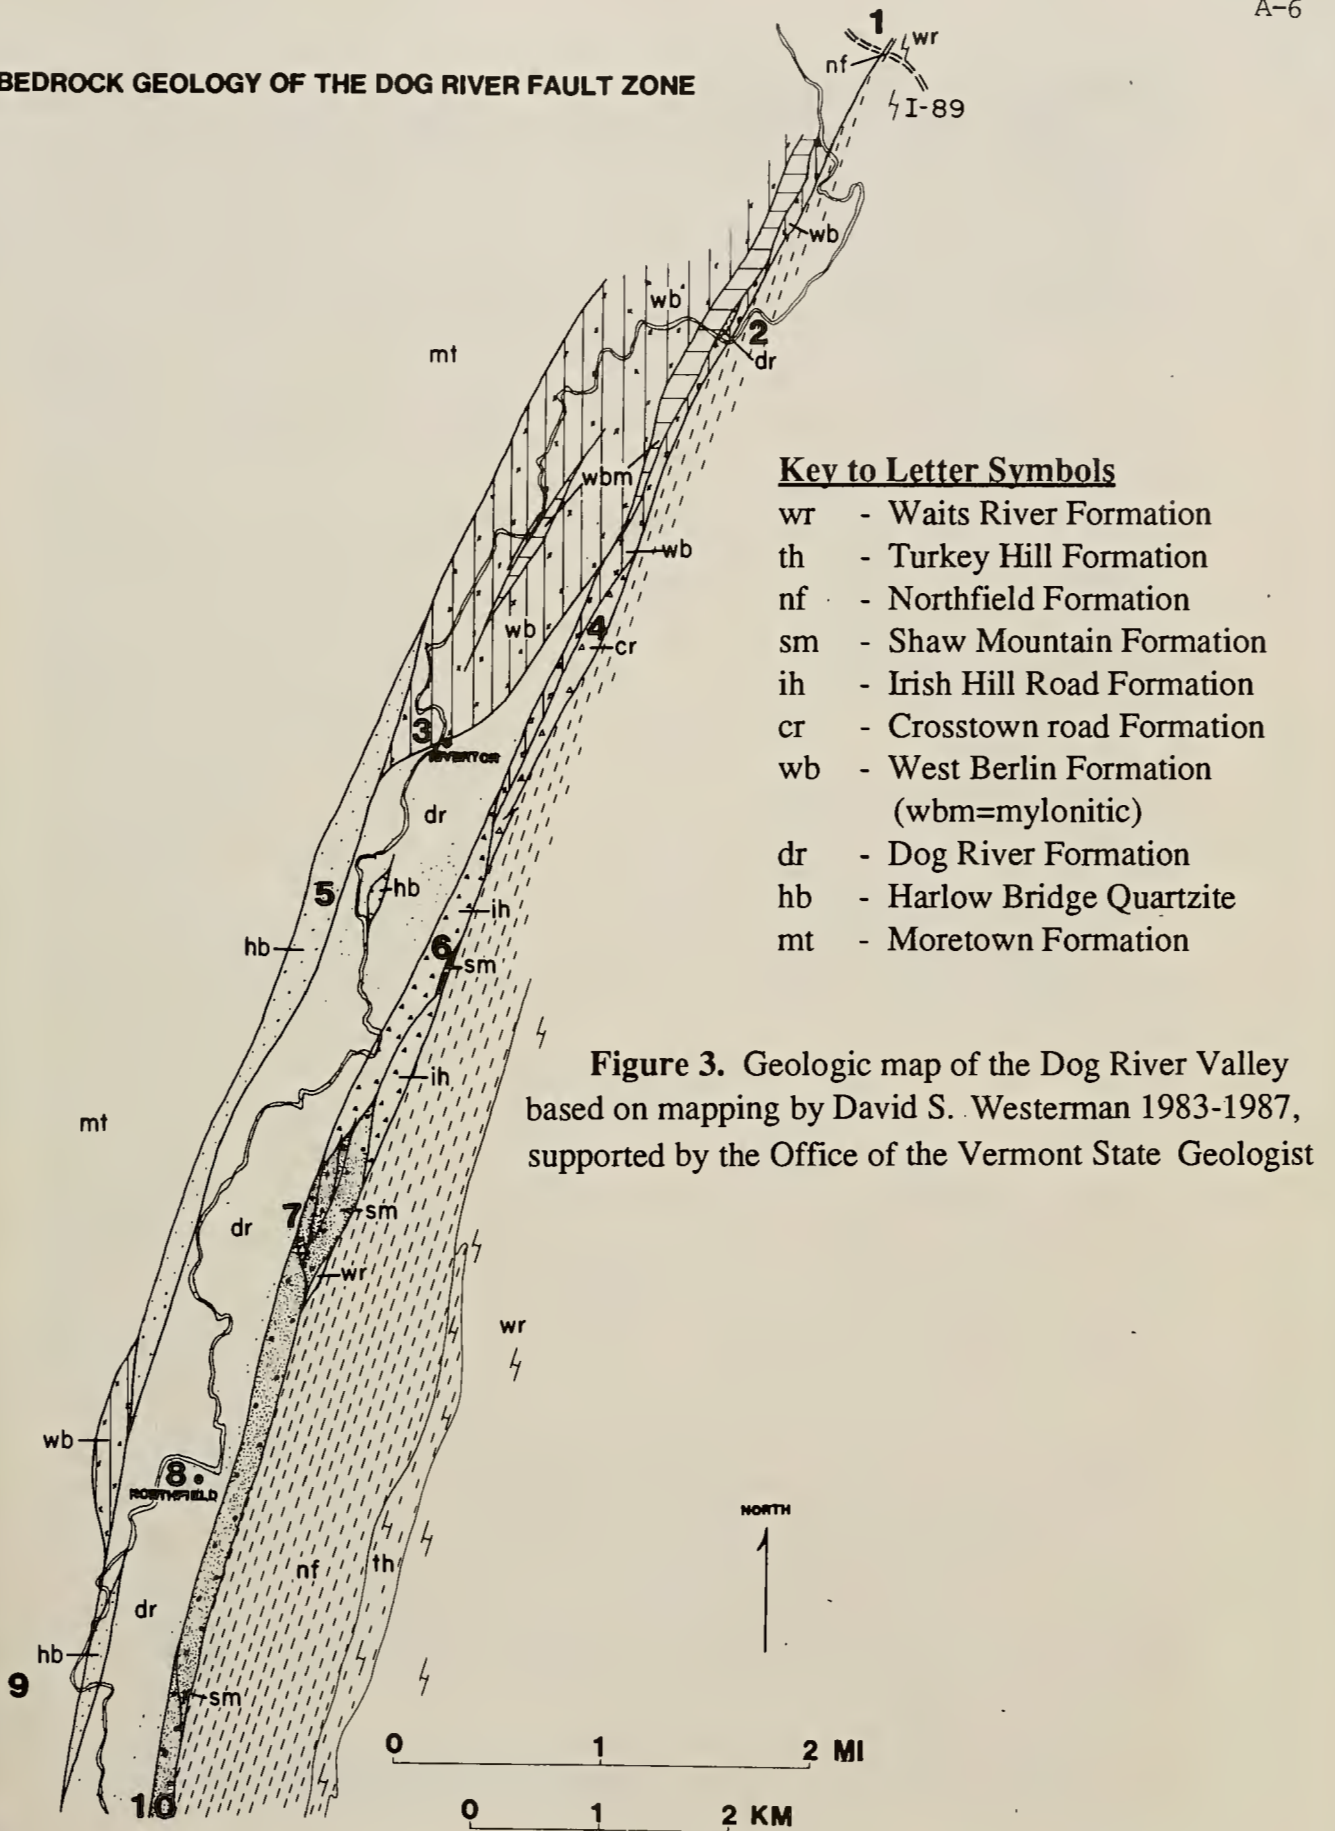 A-6
BEDROCK GEOLOGY OF THE DOG RIVER FAULT ZONE
1
wr
nf
I-89
wb
wb
2
dr
mt
wbm
wb
wb
4
cr
3
RIVERTON
dr
hb
5
ih
hb
6
sm
ih
mt
7
dr
sm
wr
wr
wb
8
NORTHFIELD
nf
th
dr
hb
9
sm
10
Key to Letter Symbols
wr - Waits River Formation
th - Turkey Hill Formation
nf - Northfield Formation
sm - Shaw Mountain Formation
ih - Irish Hill Road Formation
cr - Crosstown road Formation
wb - West Berlin Formation
(wbm=mylonitic)
dr - Dog River Formation
hb - Harlow Bridge Quartzite
mt - Moretown Formation
Figure 3. Geologic map of the Dog River Valley
based on mapping by David S. Westerman 1983-1987,
supported by the Office of the Vermont State Geologist
NORTH
0 1 2 MI
0 1 2 KM